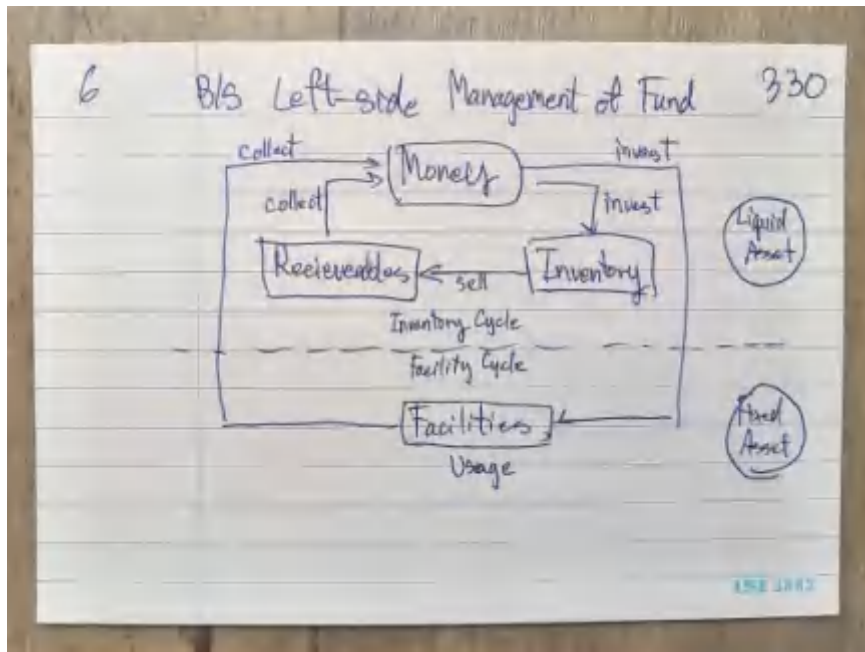 6 B/S Left-side Management of Fund 330
collect invest
Money
collect invest
Liquid
Asset
Recieveables sell Inventory
Inventory Cycle
Facility Cycle
Facilities
Fixed
Asset
Usage